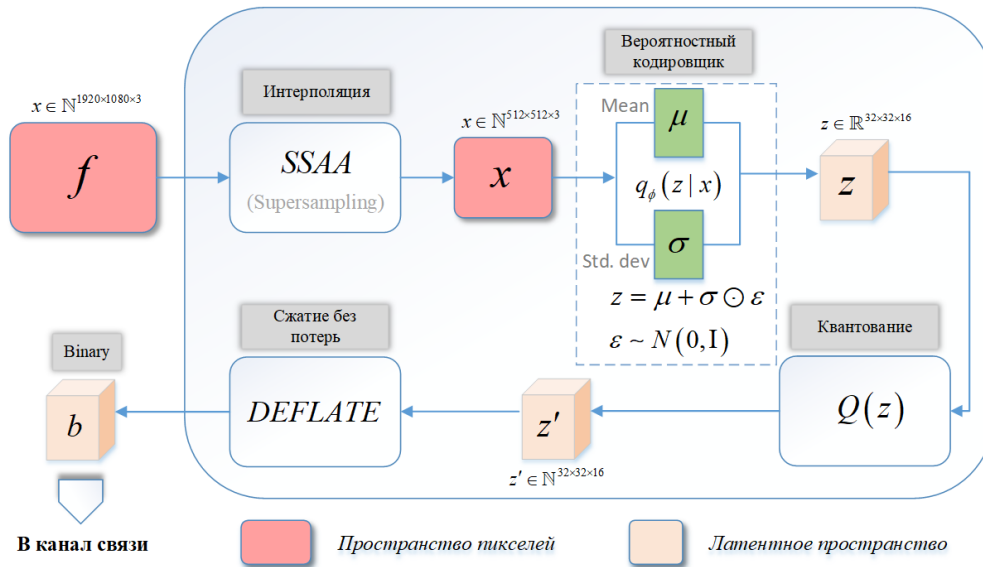 Вероятностный
кодировщик
Интерполяция
x ∈ ℕ^{1920×1080×3}
x ∈ ℕ^{512×512×3}
Mean
μ
z ∈ ℝ^{32×32×16}
f
SSAA
(Supersampling)
x
q_ϕ(z | x)
z
Std. dev
σ
z = μ + σ ⊙ ε
ε ~ N(0,I)
Сжатие без
потерь
Квантование
Binary
b
DEFLATE
z′
Q(z)
z′ ∈ ℕ^{32×32×16}
В канал связи
Пространство пикселей
Латентное пространство